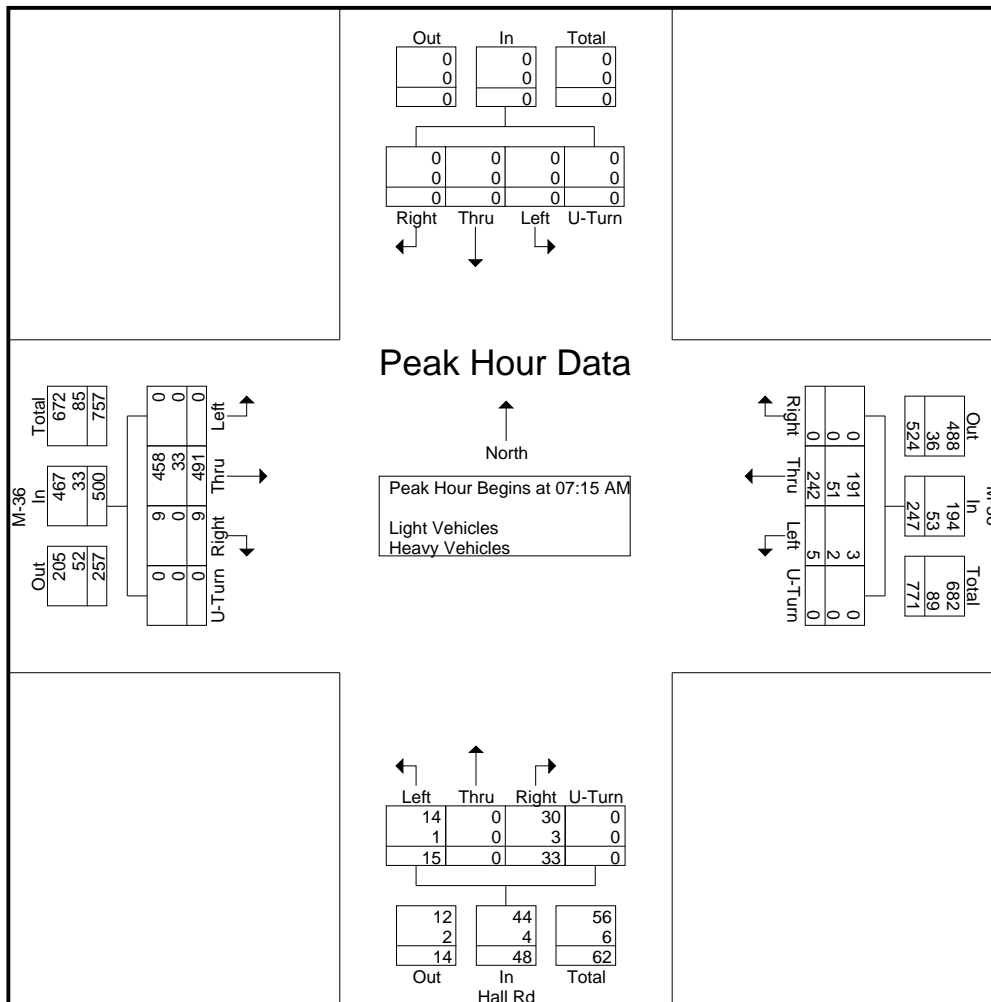 Out In Total
0 0 0
0 0 0
0 0 0
0 0 0 0
0 0 0 0
0 0 0 0
Right Thru Left U-Turn
Peak Hour Data
North
Peak Hour Begins at 07:15 AM
Light Vehicles
Heavy Vehicles
M-36
Out In Total
205 467 672
52 33 85
257 500 757
0 9 458 0
0 0 33 0
0 9 491 0
U-Turn Right Thru Left
Right Thru Left U-Turn
0 191 3 0
0 51 2 0
0 242 5 0
Out In Total
488 194 682
36 53 89
524 247 771
Left Thru Right U-Turn
14 0 30 0
1 0 3 0
15 0 33 0
12 44 56
2 4 6
14 48 62
Out In Total
Hall Rd